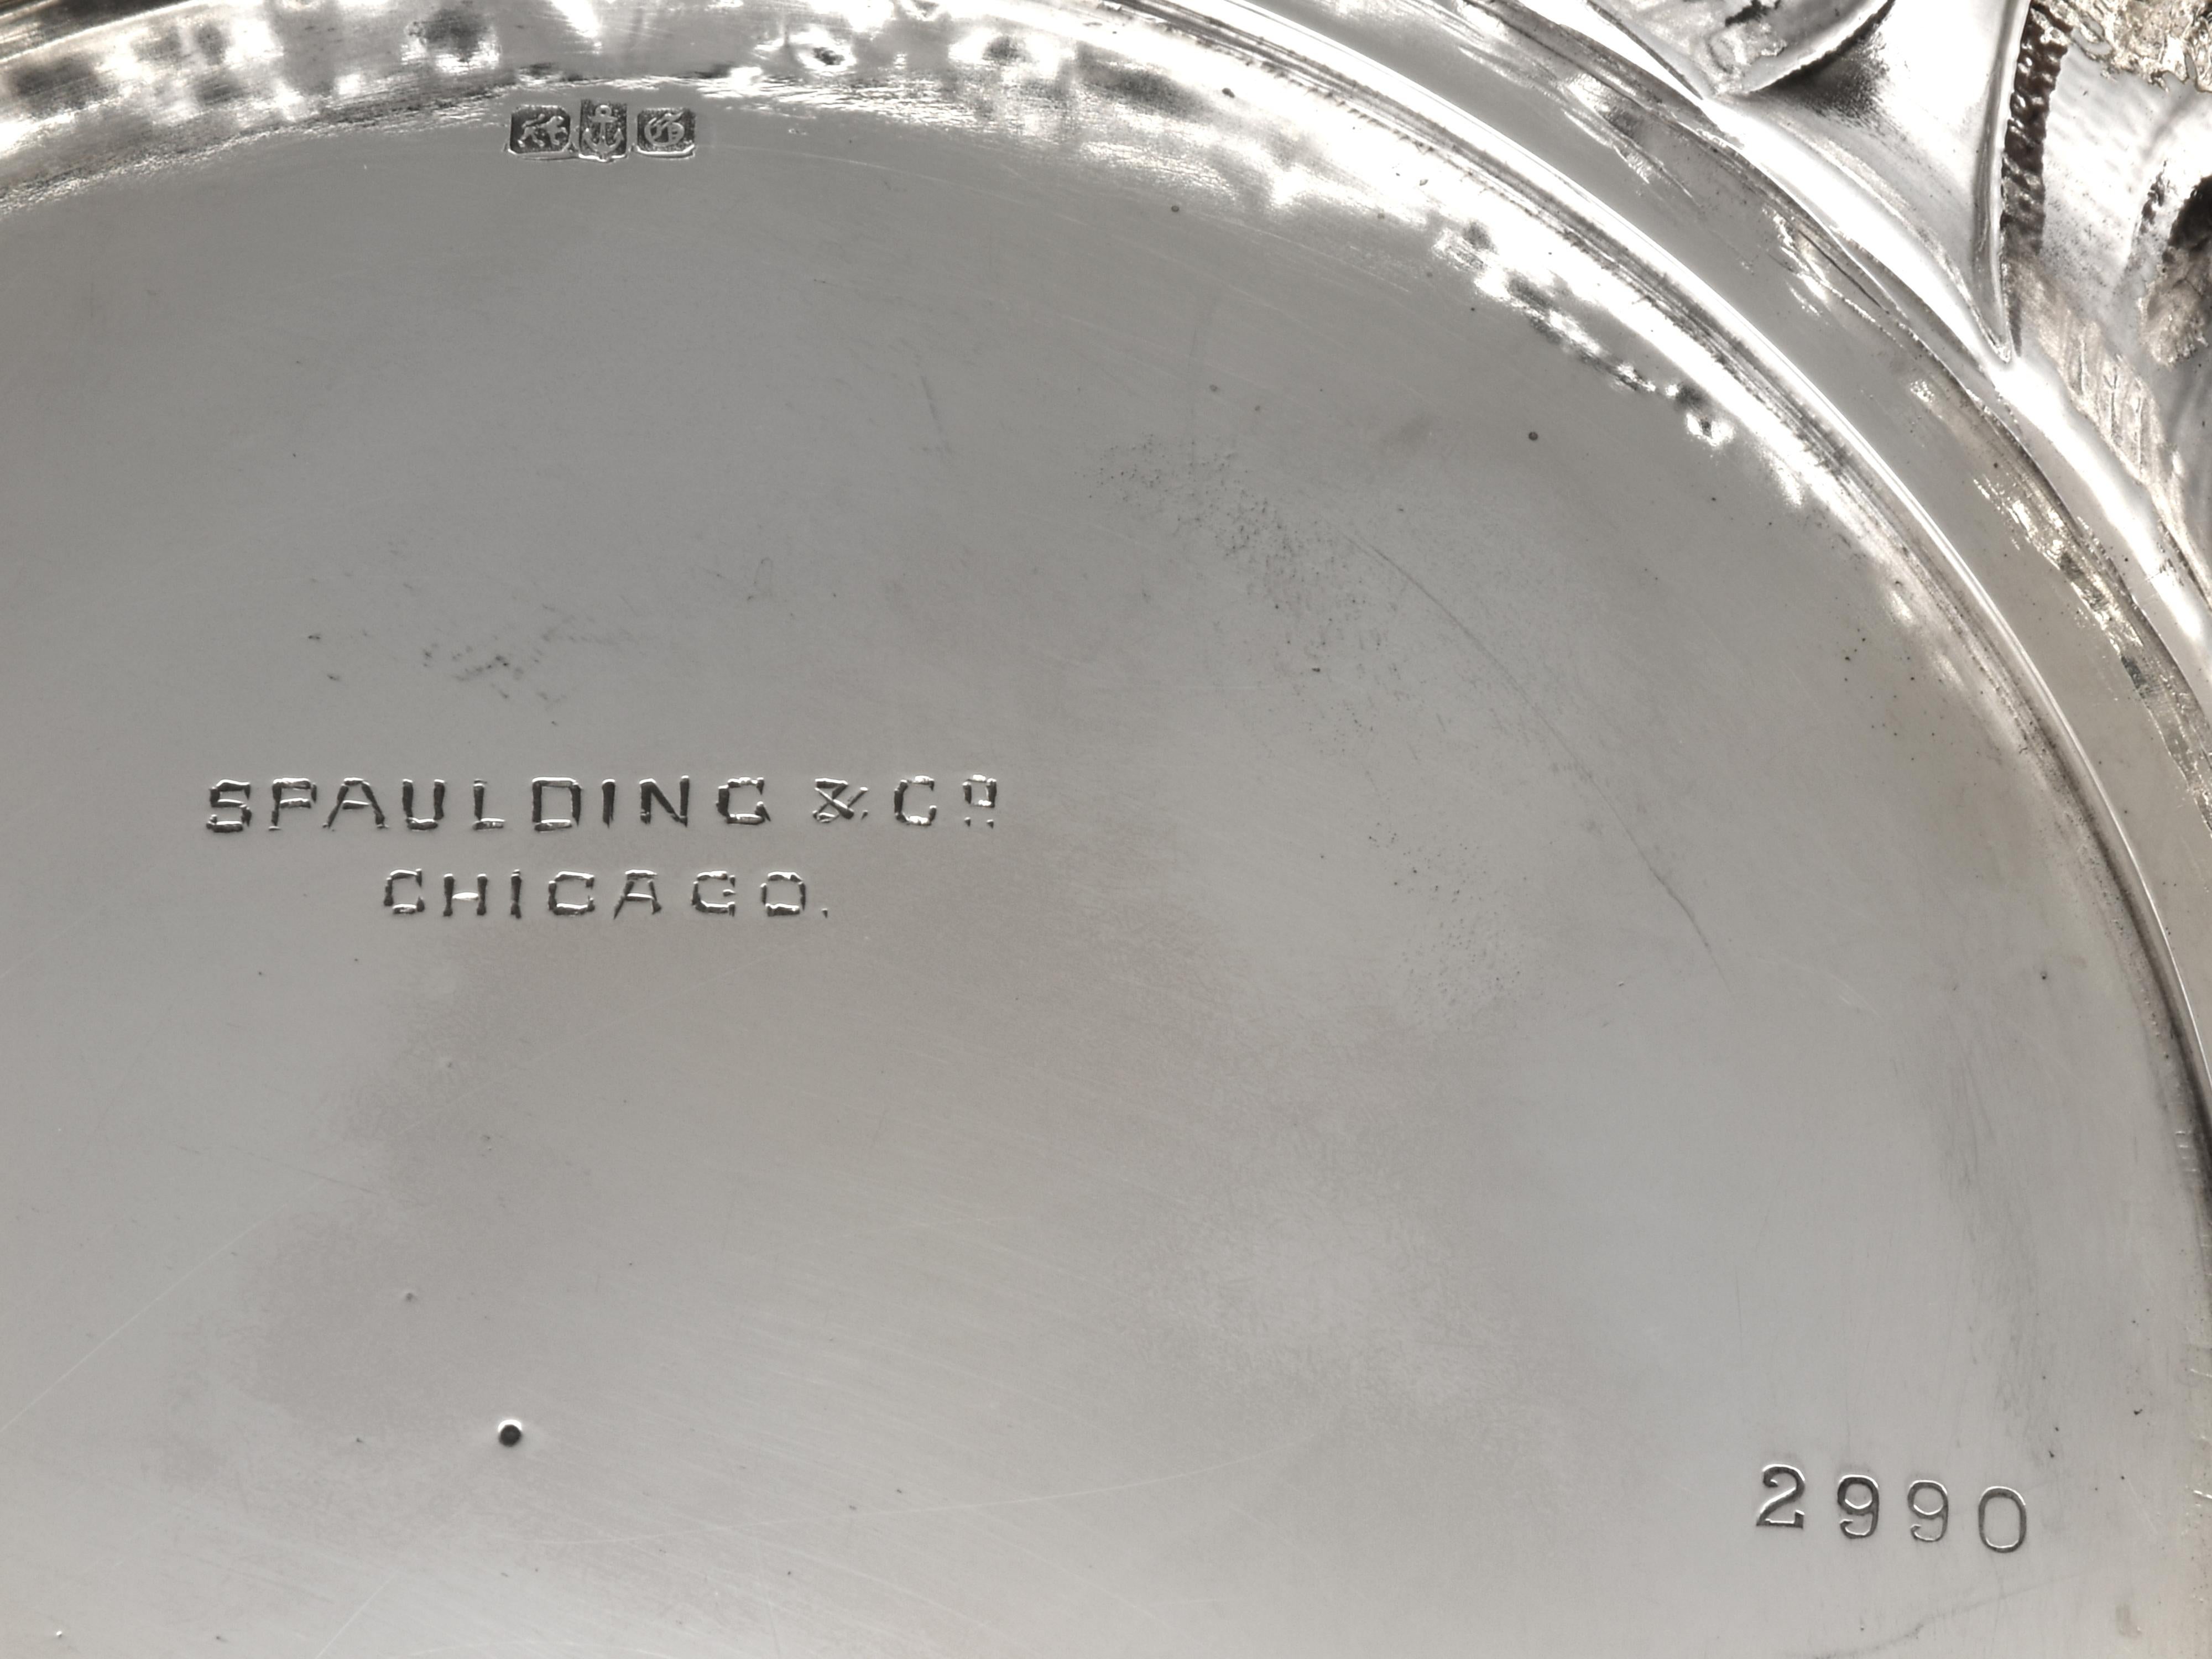 SPAULDING & Co
CHICAGO.
2990